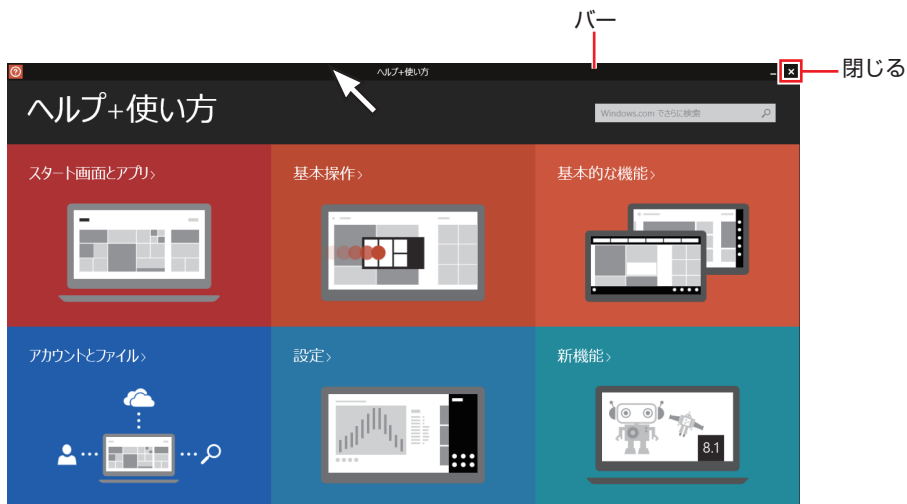 バー
ヘルプ+使い方
閉じる
ヘルプ+使い方
Windows.com でさらに検索
スタート画面とアプリ>
基本操作>
基本的な機能>
アカウントとファイル>
設定>
新機能>
8.1